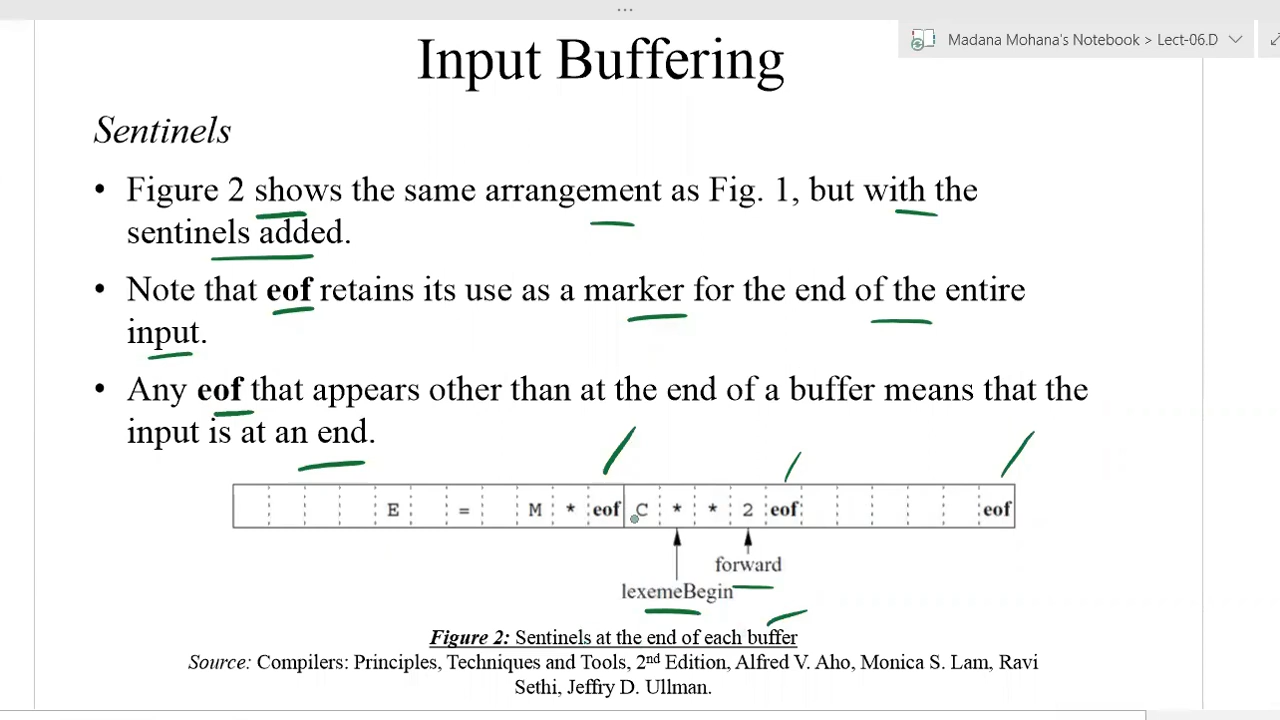 Madana Mohana's Notebook > Lect-06.D
Input Buffering
Sentinels
• Figure 2 shows the same arrangement as Fig. 1, but with the
sentinels added.
• Note that eof retains its use as a marker for the end of the entire
input.
• Any eof that appears other than at the end of a buffer means that the
input is at an end.
E = M * eof C * * 2 eof eof
forward
lexemeBegin
Figure 2: Sentinels at the end of each buffer
Source: Compilers: Principles, Techniques and Tools, 2nd Edition, Alfred V. Aho, Monica S. Lam, Ravi
Sethi, Jeffry D. Ullman.